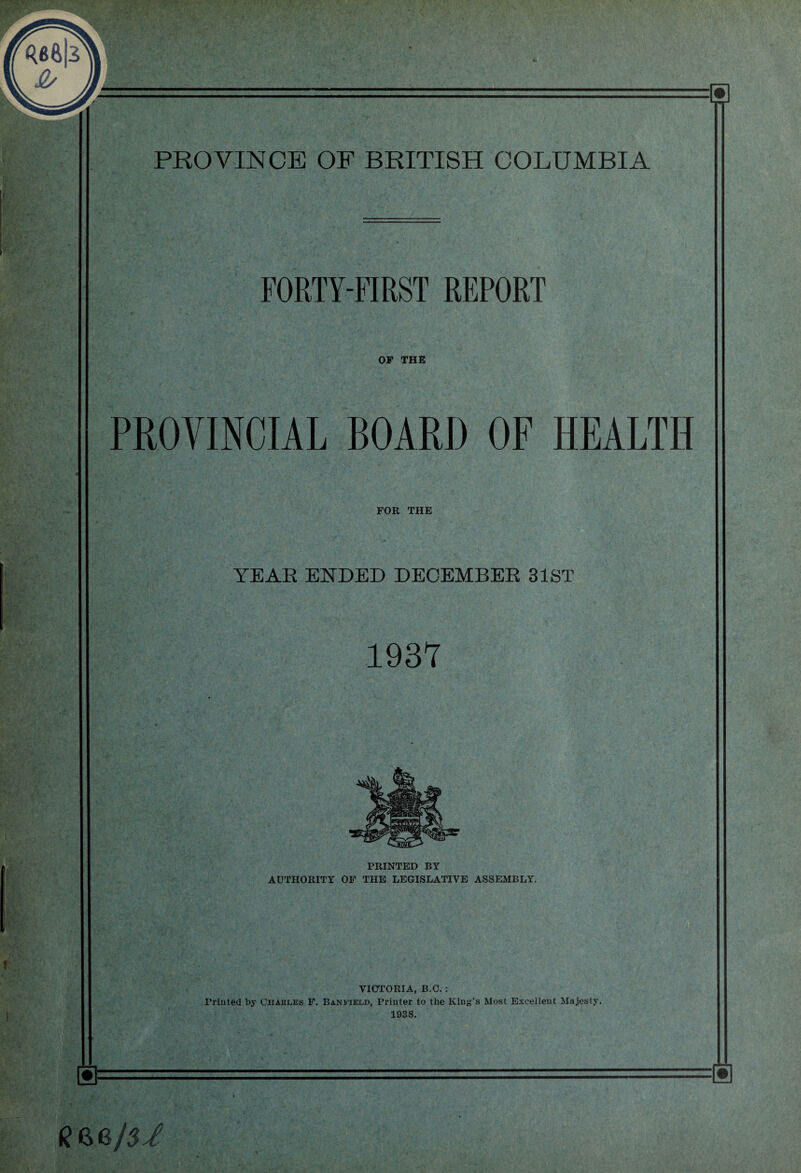 R88|3
PROVINCE OF BRITISH COLUMBIA
FORTY-FIRST REPORT
OF THE
PROVINCIAL BOARD OF HEALTH
FOR THE
YEAR ENDED DECEMBER 31ST
1937
PRINTED BY
AUTHORITY OF THE LEGISLATIVE ASSEMBLY.
VICTORIA, B.C.:
Printed by CHARLES F. BANFIELD, Printer to the King's Most Excellent Majesty.
1938.